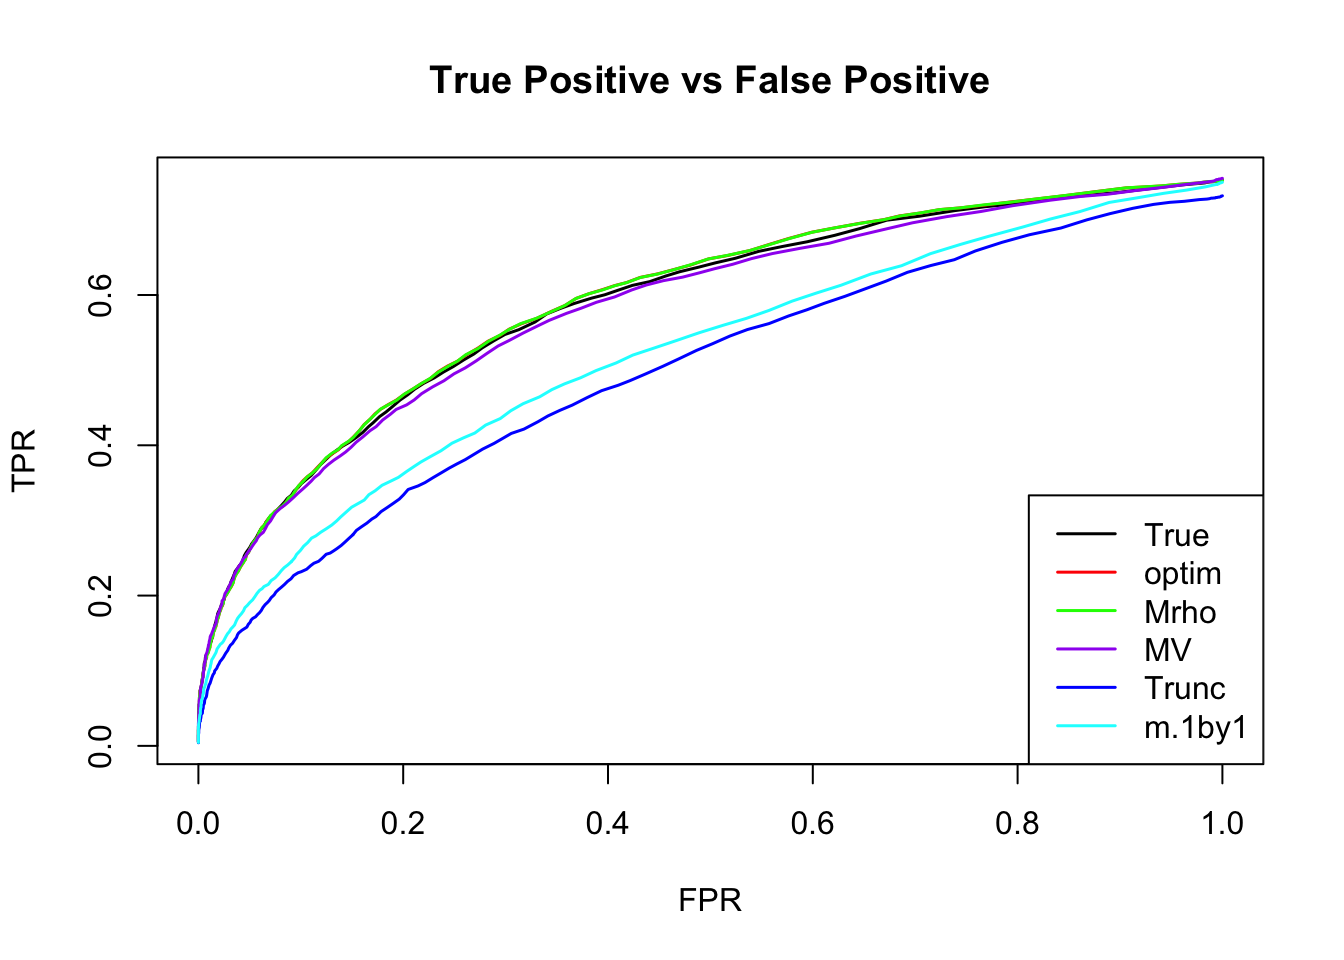 True Positive vs False Positive
TPR
0.6
0.4
0.2
0.0
0.0 0.2 0.4 0.6 0.8 1.0
FPR
True
optim
Mrho
MV
Trunc
m.1by1